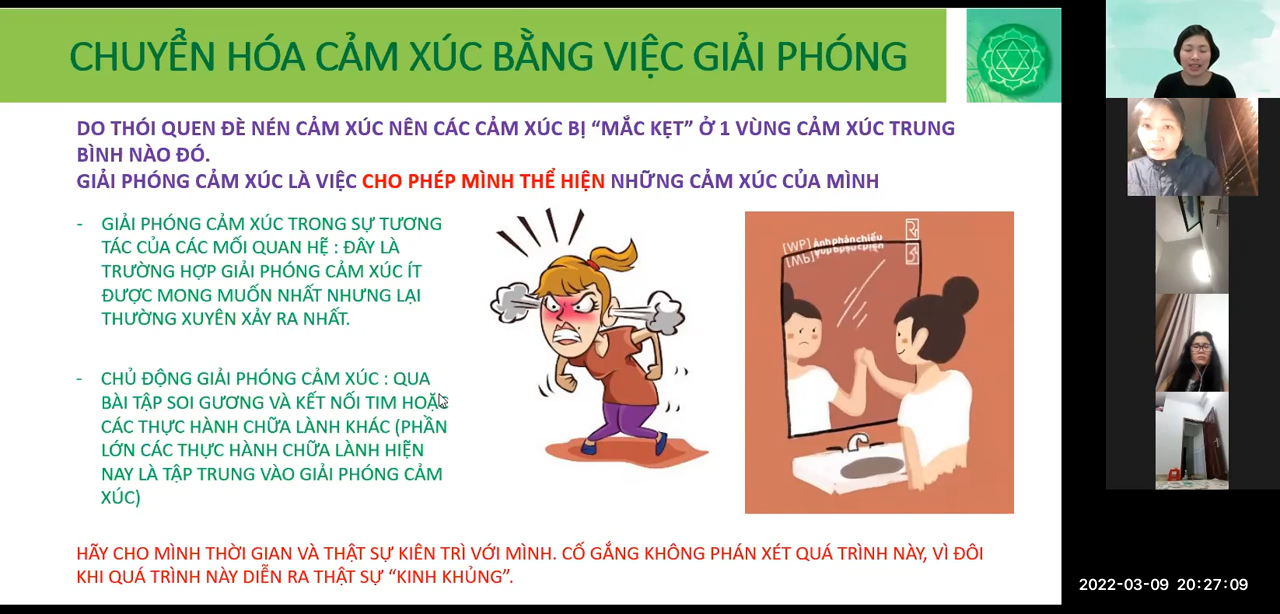 CHUYỂN HÓA CẢM XÚC BẰNG VIỆC GIẢI PHÓNG
DO THÓI QUEN ĐÈ NÉN CẢM XÚC NÊN CÁC CẢM XÚC BỊ “MẮC KẸT” Ở 1 VÙNG CẢM XÚC TRUNG
BÌNH NÀO ĐÓ.
GIẢI PHÓNG CẢM XÚC LÀ VIỆC CHO PHÉP MÌNH THỂ HIỆN NHỮNG CẢM XÚC CỦA MÌNH
- GIẢI PHÓNG CẢM XÚC TRONG SỰ TƯƠNG
TÁC CỦA CÁC MỐI QUAN HỆ : ĐÂY LÀ
TRƯỜNG HỢP GIẢI PHÓNG CẢM XÚC ÍT
ĐƯỢC MONG MUỐN NHẤT NHƯNG LẠI
THƯỜNG XUYÊN XẢY RA NHẤT.
- CHỦ ĐỘNG GIẢI PHÓNG CẢM XÚC : QUA
BÀI TẬP SOI GƯƠNG VÀ KẾT NỐI TIM HOẶC
CÁC THỰC HÀNH CHỮA LÀNH KHÁC (PHẦN
LỚN CÁC THỰC HÀNH CHỮA LÀNH HIỆN
NAY LÀ TẬP TRUNG VÀO GIẢI PHÓNG CẢM
XÚC)
[WP] Ảnh phản chiếu
HÃY CHO MÌNH THỜI GIAN VÀ THẬT SỰ KIÊN TRÌ VỚI MÌNH. CỐ GẮNG KHÔNG PHÁN XÉT QUÁ TRÌNH NÀY, VÌ ĐÔI
KHI QUÁ TRÌNH NÀY DIỄN RA THẬT SỰ “KINH KHỦNG”.
2022-03-09 20:27:09